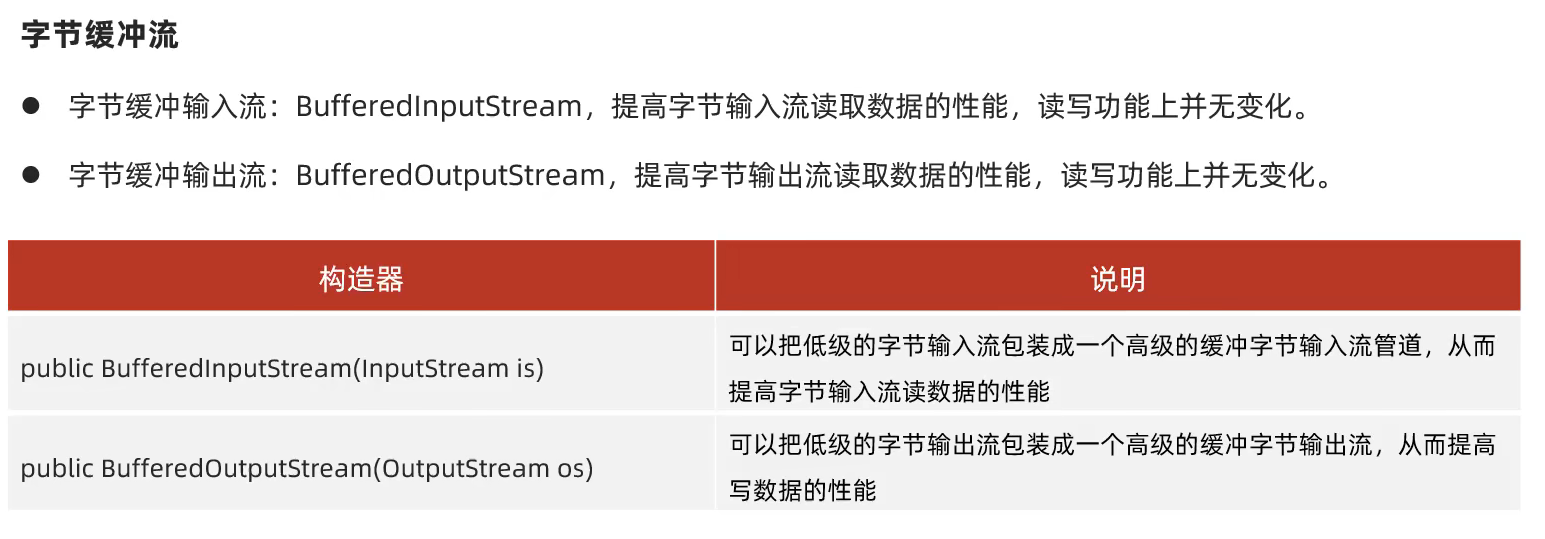 字节缓冲流
● 字节缓冲输入流：BufferedInputStream，提高字节输入流读取数据的性能，读写功能上并无变化。
● 字节缓冲输出流：BufferedOutputStream，提高字节输出流读取数据的性能，读写功能上并无变化。
构造器 说明
public BufferedInputStream(InputStream is)
可以把低级的字节输入流包装成一个高级的缓冲字节输入流管道，从而
提高字节输入流读数据的性能
public BufferedOutputStream(OutputStream os)
可以把低级的字节输出流包装成一个高级的缓冲字节输出流，从而提高
写数据的性能